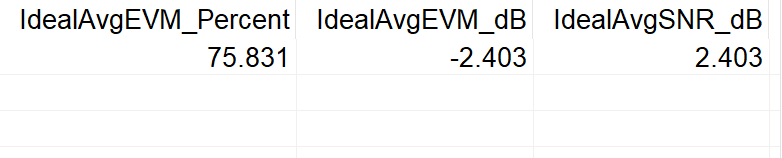 IdealAvgEVM_Percent IdealAvgEVM_dB IdealAvgSNR_dB
75.831 -2.403 2.403